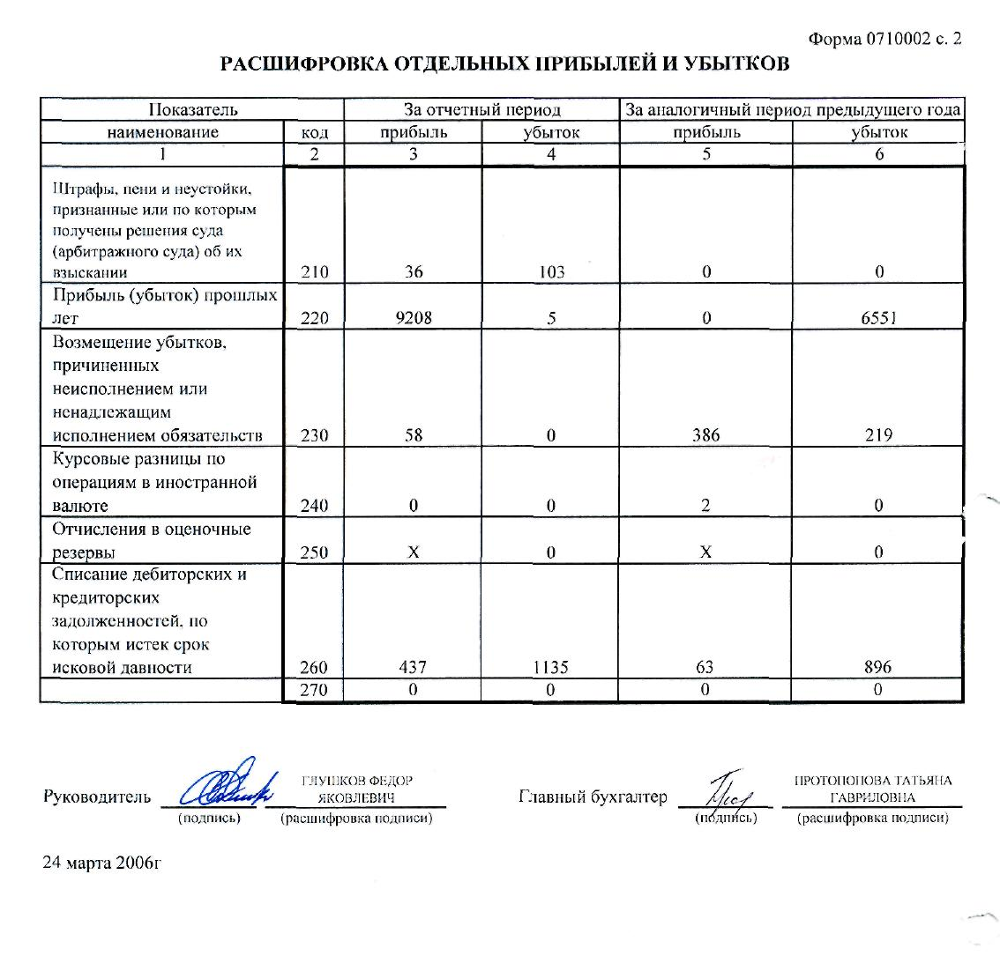 Форма 0710002 с. 2
РАСШИФРОВКА ОТДЕЛЬНЫХ ПРИБЫЛЕЙ И УБЫТКОВ
Показатель За отчетный период За аналогичный период предыдущего года
наименование код прибыль убыток прибыль убыток
1 2 3 4 5 6
Штрафы, пени и неустойки,
признанные или по которым
получены решения суда
(арбитражного суда) об их
взыскании 210 36 103 0 0
Прибыль (убыток) прошлых
лет 220 9208 5 0 6551
Возмещение убытков,
причиненных
неисполнением или
ненадлежащим
исполнением обязательств 230 58 0 386 219
Курсовые разницы по
операциям в иностранной
валюте 240 0 0 2 0
Отчисления в оценочные
резервы 250 Х 0 Х 0
Списание дебиторских и
кредиторских
задолженностей, по
которым истек срок
исковой давности 260 437 1135 63 896
270 0 0 0 0
ГЛУШКОВ ФЕДОР ПРОТОПОПОВА ТАТЬЯНА
Руководитель ЯКОВЛЕВИЧ Главный бухгалтер ГАВРИЛОВНА
(подпись) (расшифровка подписи) (подпись) (расшифровка подписи)
24 марта 2006г